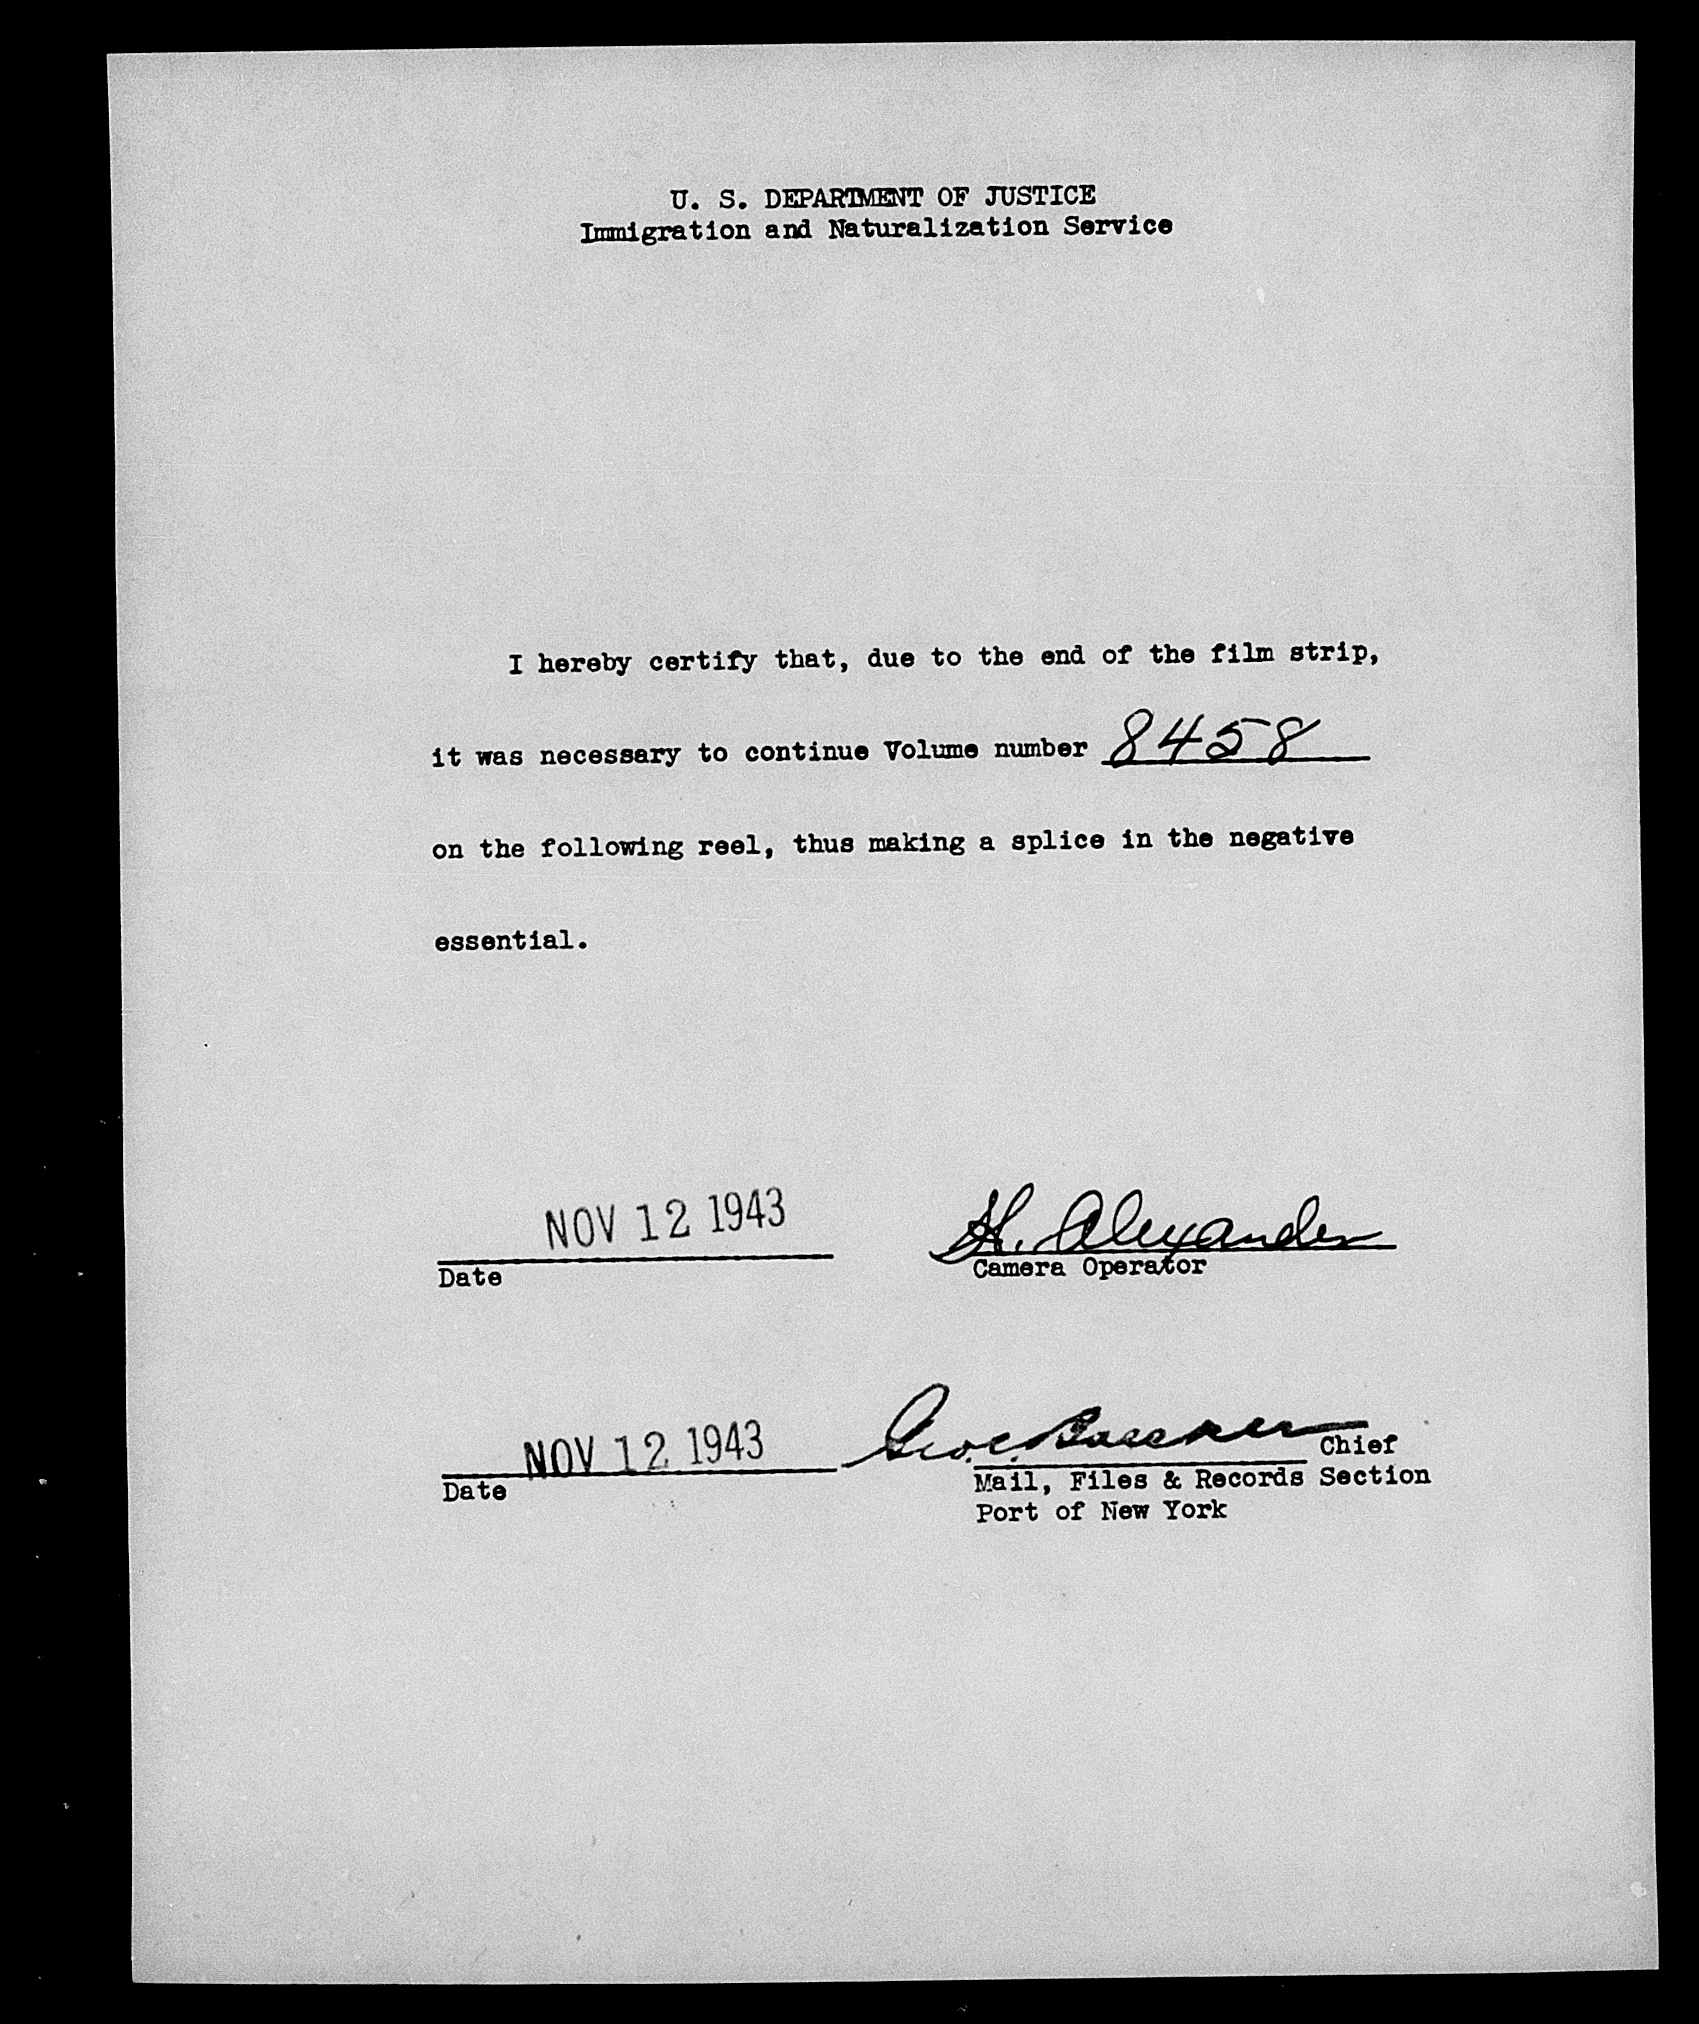 U. S. DEPARTMENT OF JUSTICE
Immigration and Naturalization Service
I hereby certify that, due to the end of the film strip,
it was necessary to continue Volume number 8458
on the following reel, thus making a splice in the negative
essential.
NOV 12 1943 H. Alexander
Date Camera Operator
NOV 12 1943 Geo. Chief
Date Mail, Files & Records Section
Port of New York